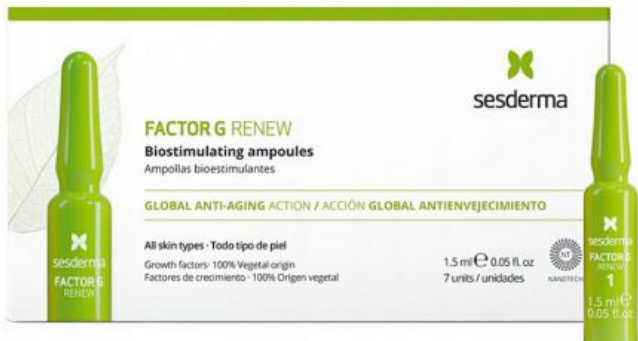 sesderma
FACTOR G RENEW
Biostimulating ampoules
Ampollas bioestimulantes
GLOBAL ANTI-AGING ACTION / ACCIÓN GLOBAL ANTIENVEJECIMIENTO
All skin types · Todo tipo de piel
Growth factors· 100% Vegetal origin
Factores de crecimiento · 100% Origen vegetal
1.5 ml℮ 0.05 fl. oz
7 units / unidades
NT
NANOTECH
sesderma
FACTOR G
RENEW
sesderma
FACTOR G
RENEW
1
1.5 ml℮
0.05 fl.oz